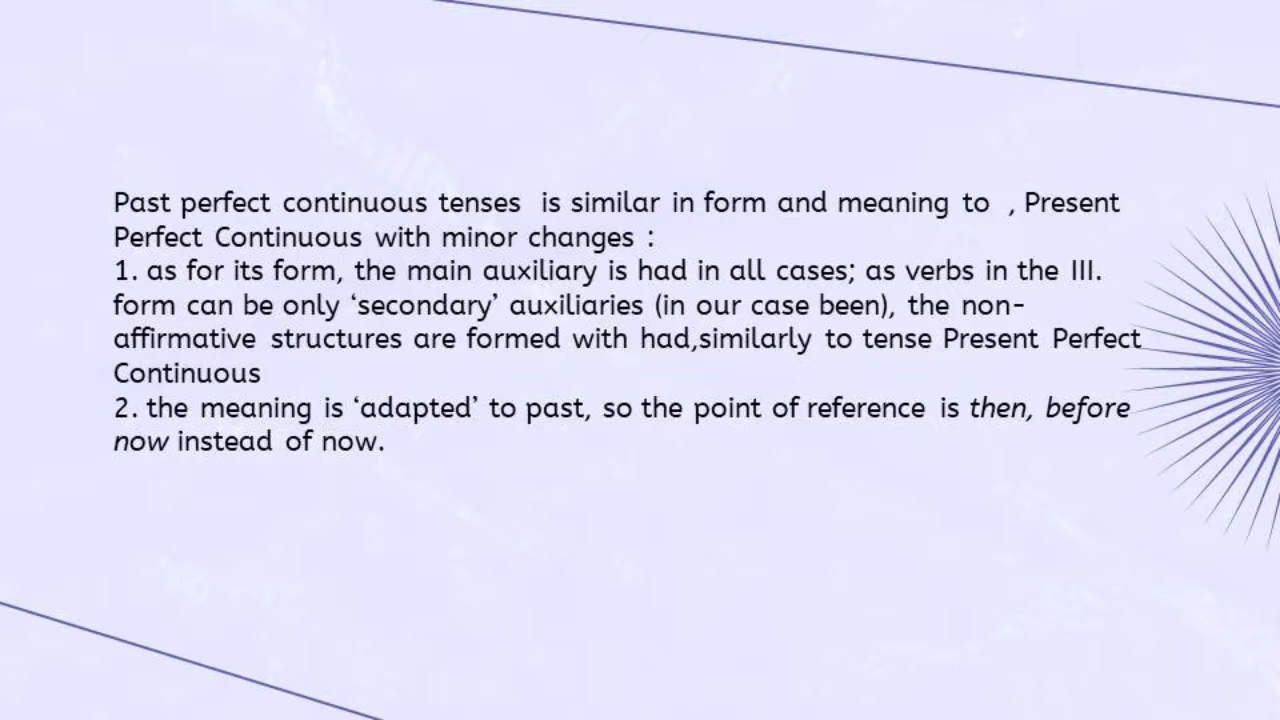 Past perfect continuous tenses is similar in form and meaning to , Present
Perfect Continuous with minor changes :
1. as for its form, the main auxiliary is had in all cases; as verbs in the III.
form can be only ‘secondary’ auxiliaries (in our case been), the non-
affirmative structures are formed with had,similarly to tense Present Perfect
Continuous
2. the meaning is ‘adapted’ to past, so the point of reference is then, before
now instead of now.